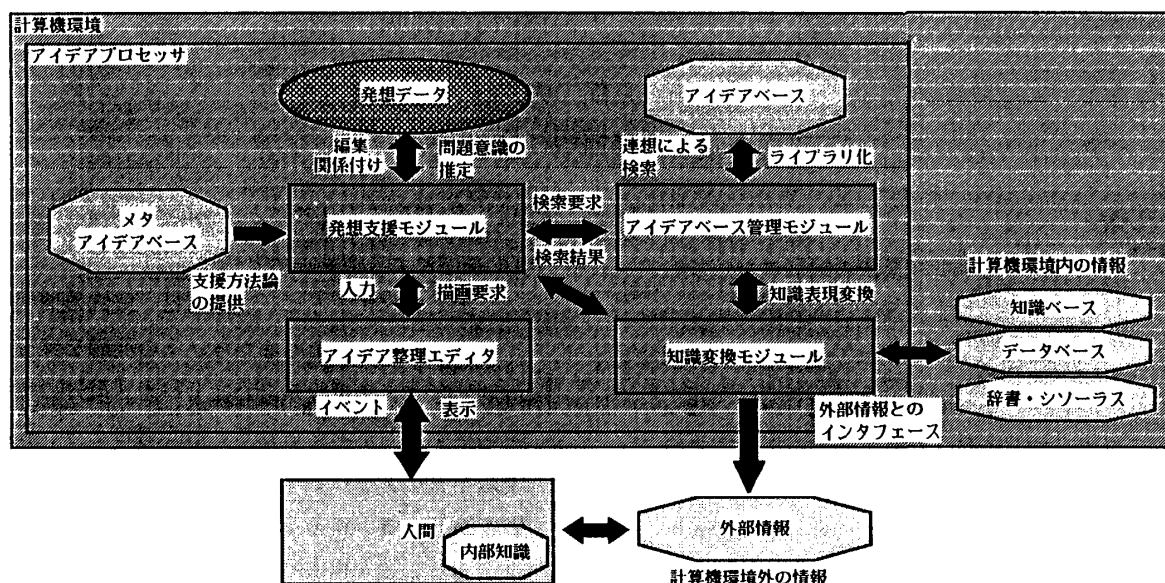 計算機環境
アイデアプロセッサ
発想データ
アイデアベース
編集
関係付け
問題意識の
推定
連想による
検索
ライブラリ化
メタ
アイデアベース
発想支援モジュール
検索要求
検索結果
アイデアベース管理モジュール
支援方法論
の提供
入力
描画要求
知識表現変換
計算機環境内の情報
知識ベース
データベース
辞書・シソーラス
アイデア整理エディタ
知識変換モジュール
イベント
表示
外部情報との
インタフェース
人間
内部知識
外部情報
計算機環境外の情報